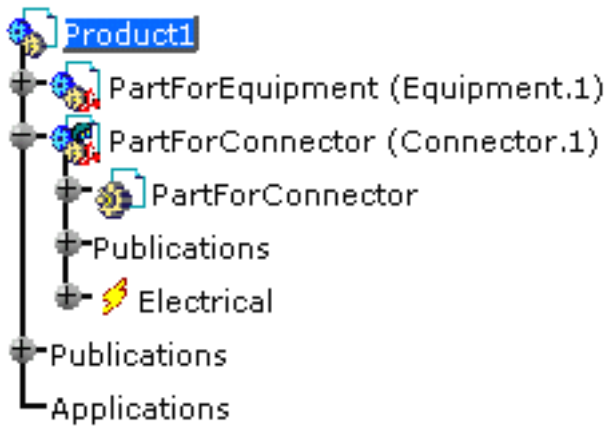 Product1
PartForEquipment (Equipment.1)
PartForConnector (Connector.1)
PartForConnector
Publications
Electrical
Publications
Applications